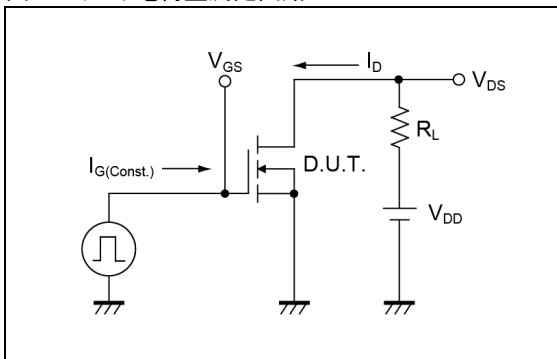 V_GS
I_D
V_DS
R_L
I_G(Const.)
D.U.T.
V_DD